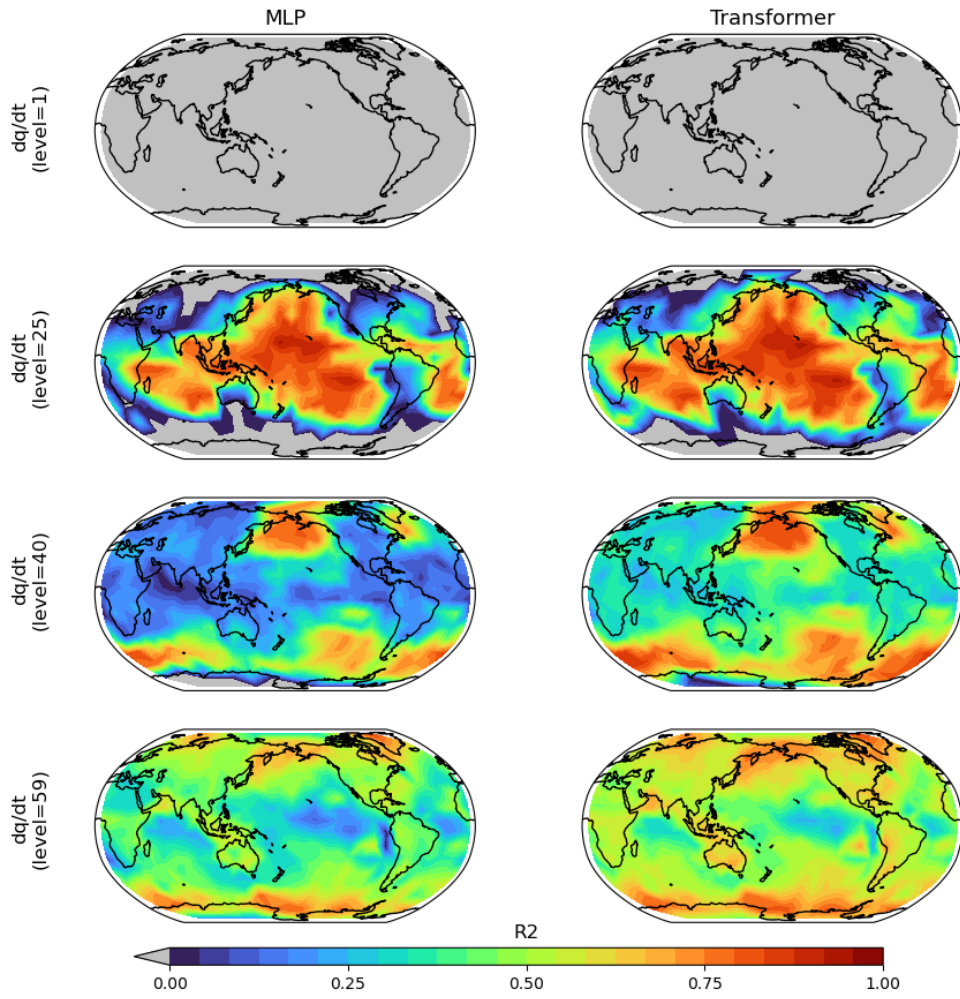 MLP
Transformer
dq/dt
(level=1)
dq/dt
(level=25)
dq/dt
(level=40)
dq/dt
(level=59)
R2
0.00
0.25
0.50
0.75
1.00